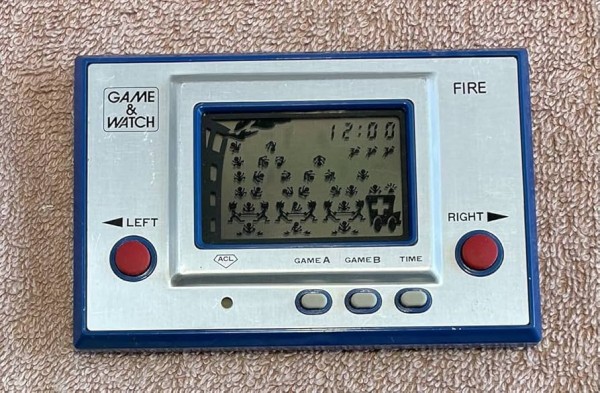 GAME
&
WATCH
FIRE
12:00
◀ LEFT
RIGHT ▶
ACL
GAME A
GAME B
TIME